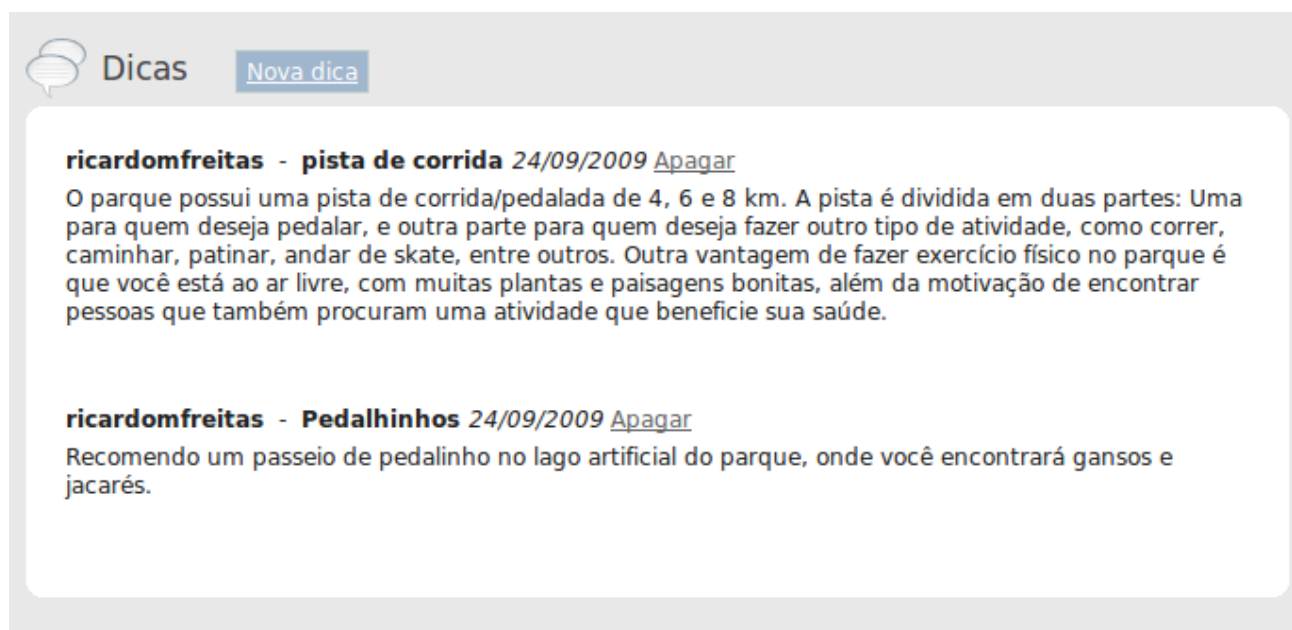 Dicas Nova dica
ricardomfreitas - pista de corrida 24/09/2009 Apagar
O parque possui uma pista de corrida/pedalada de 4, 6 e 8 km. A pista é dividida em duas partes: Uma
para quem deseja pedalar, e outra parte para quem deseja fazer outro tipo de atividade, como correr,
caminhar, patinar, andar de skate, entre outros. Outra vantagem de fazer exercício físico no parque é
que você está ao ar livre, com muitas plantas e paisagens bonitas, além da motivação de encontrar
pessoas que também procuram uma atividade que beneficie sua saúde.
ricardomfreitas - Pedalhinhos 24/09/2009 Apagar
Recomendo um passeio de pedalinho no lago artificial do parque, onde você encontrará gansos e
jacarés.